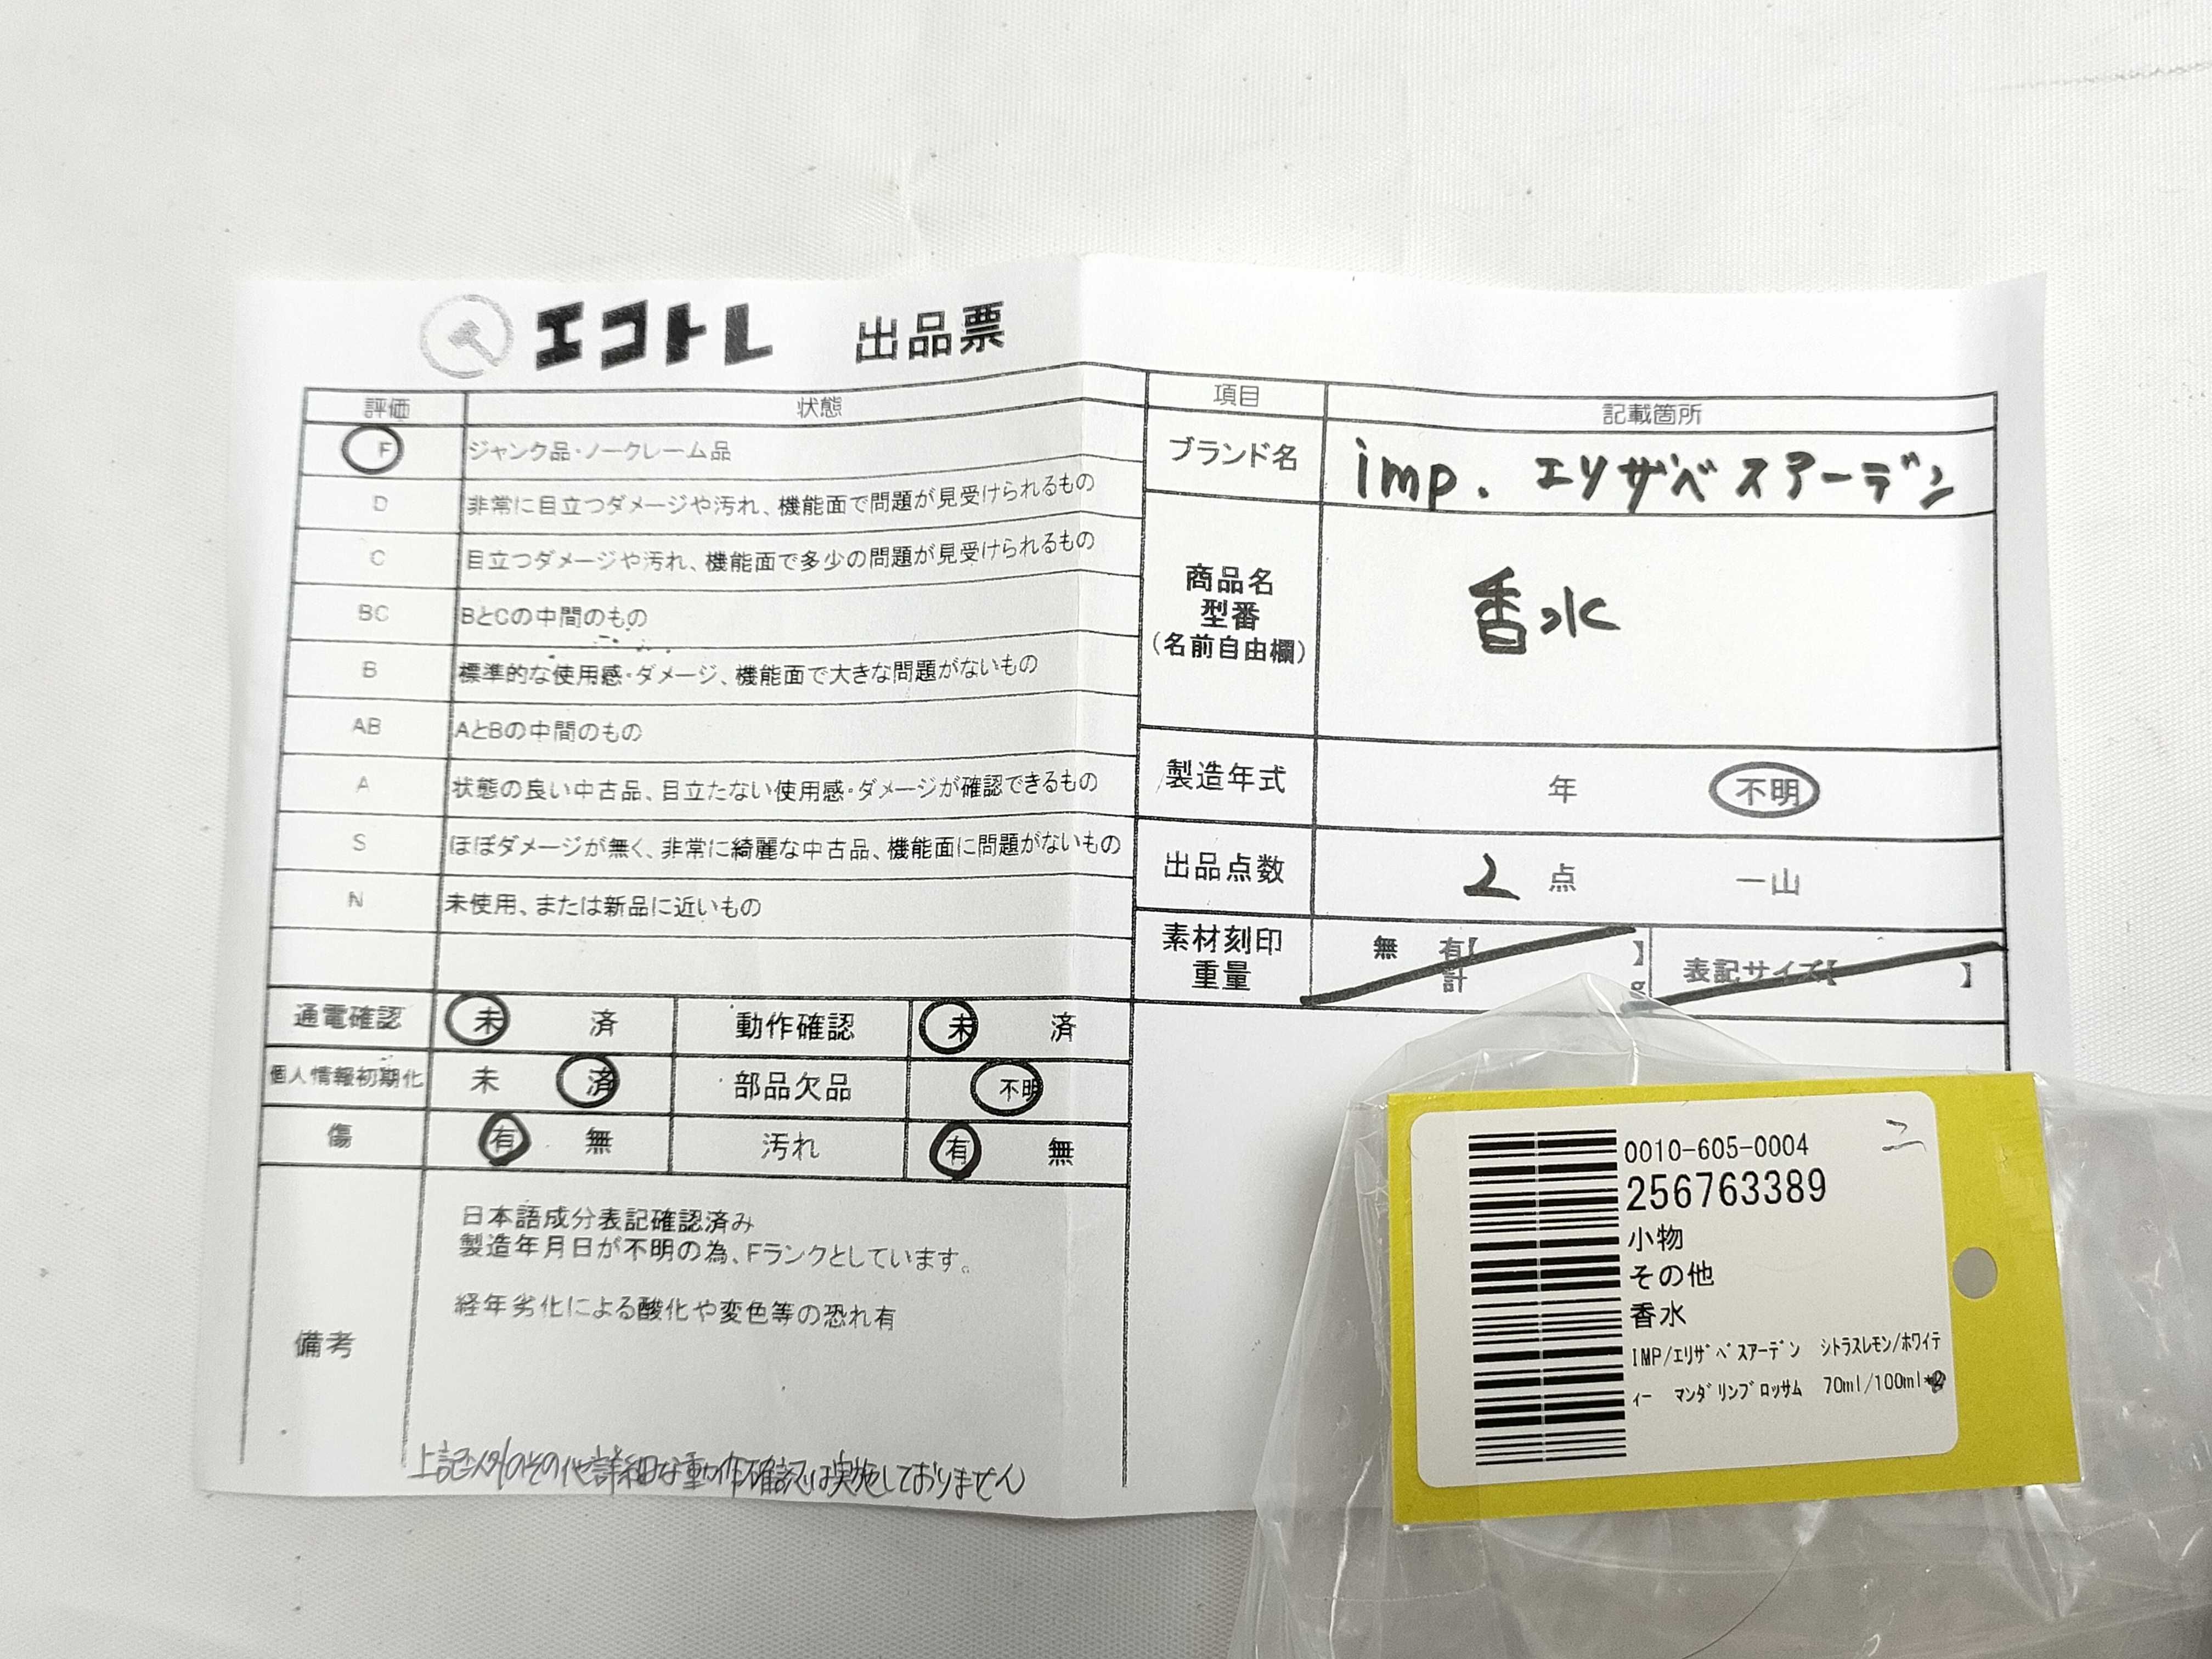 エコトレ 出品票
評価 状態
F ジャンク品・ノークレーム品
D 非常に目立つダメージや汚れ、機能面で問題が見受けられるもの
C 目立つダメージや汚れ、機能面で多少の問題が見受けられるもの
BC BとCの中間のもの
B 標準的な使用感・ダメージ、機能面で大きな問題がないもの
AB AとBの中間のもの
A 状態の良い中古品、目立たない使用感・ダメージが確認できるもの
S ほぼダメージが無く、非常に綺麗な中古品、機能面に問題がないもの
N 未使用、または新品に近いもの
通電確認 未 済 動作確認 未 済
個人情報初期化 未 済 部品欠品 不明
傷 有 無 汚れ 有 無
備考
日本語成分表記確認済み
製造年月日が不明の為、Fランクとしています。
経年劣化による酸化や変色等の恐れ有
上記以外のその他詳細な動作確認は実施しておりません
項目 記載箇所
ブランド名 imp. エリザベスアーデン
商品名
型番
(名前自由欄)
香水
製造年式 年 不明
出品点数 2 点 一山
素材刻印
重量
無 有【 】
計 g
表記サイズ【 】
0010-605-0004
256763389
小物
その他
香水
IMP/エリザベスアーデン シトラスレモン/ホワイテ
ィー マンダリンブロッサム 70ml/100ml*